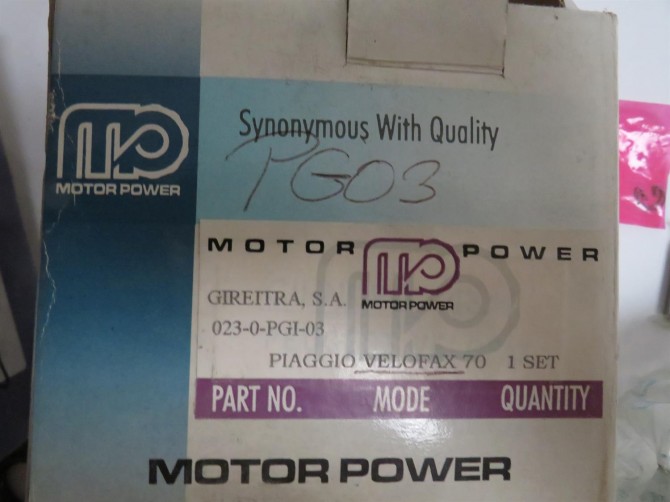 Synonymous With Quality
mp
MOTOR POWER
PG03
MOTOR mp POWER
MOTOR POWER
GIREITRA, S.A.
023-0-PGI-03
PIAGGIO VELOFAX 70 1 SET
PART NO. MODE QUANTITY
MOTOR POWER